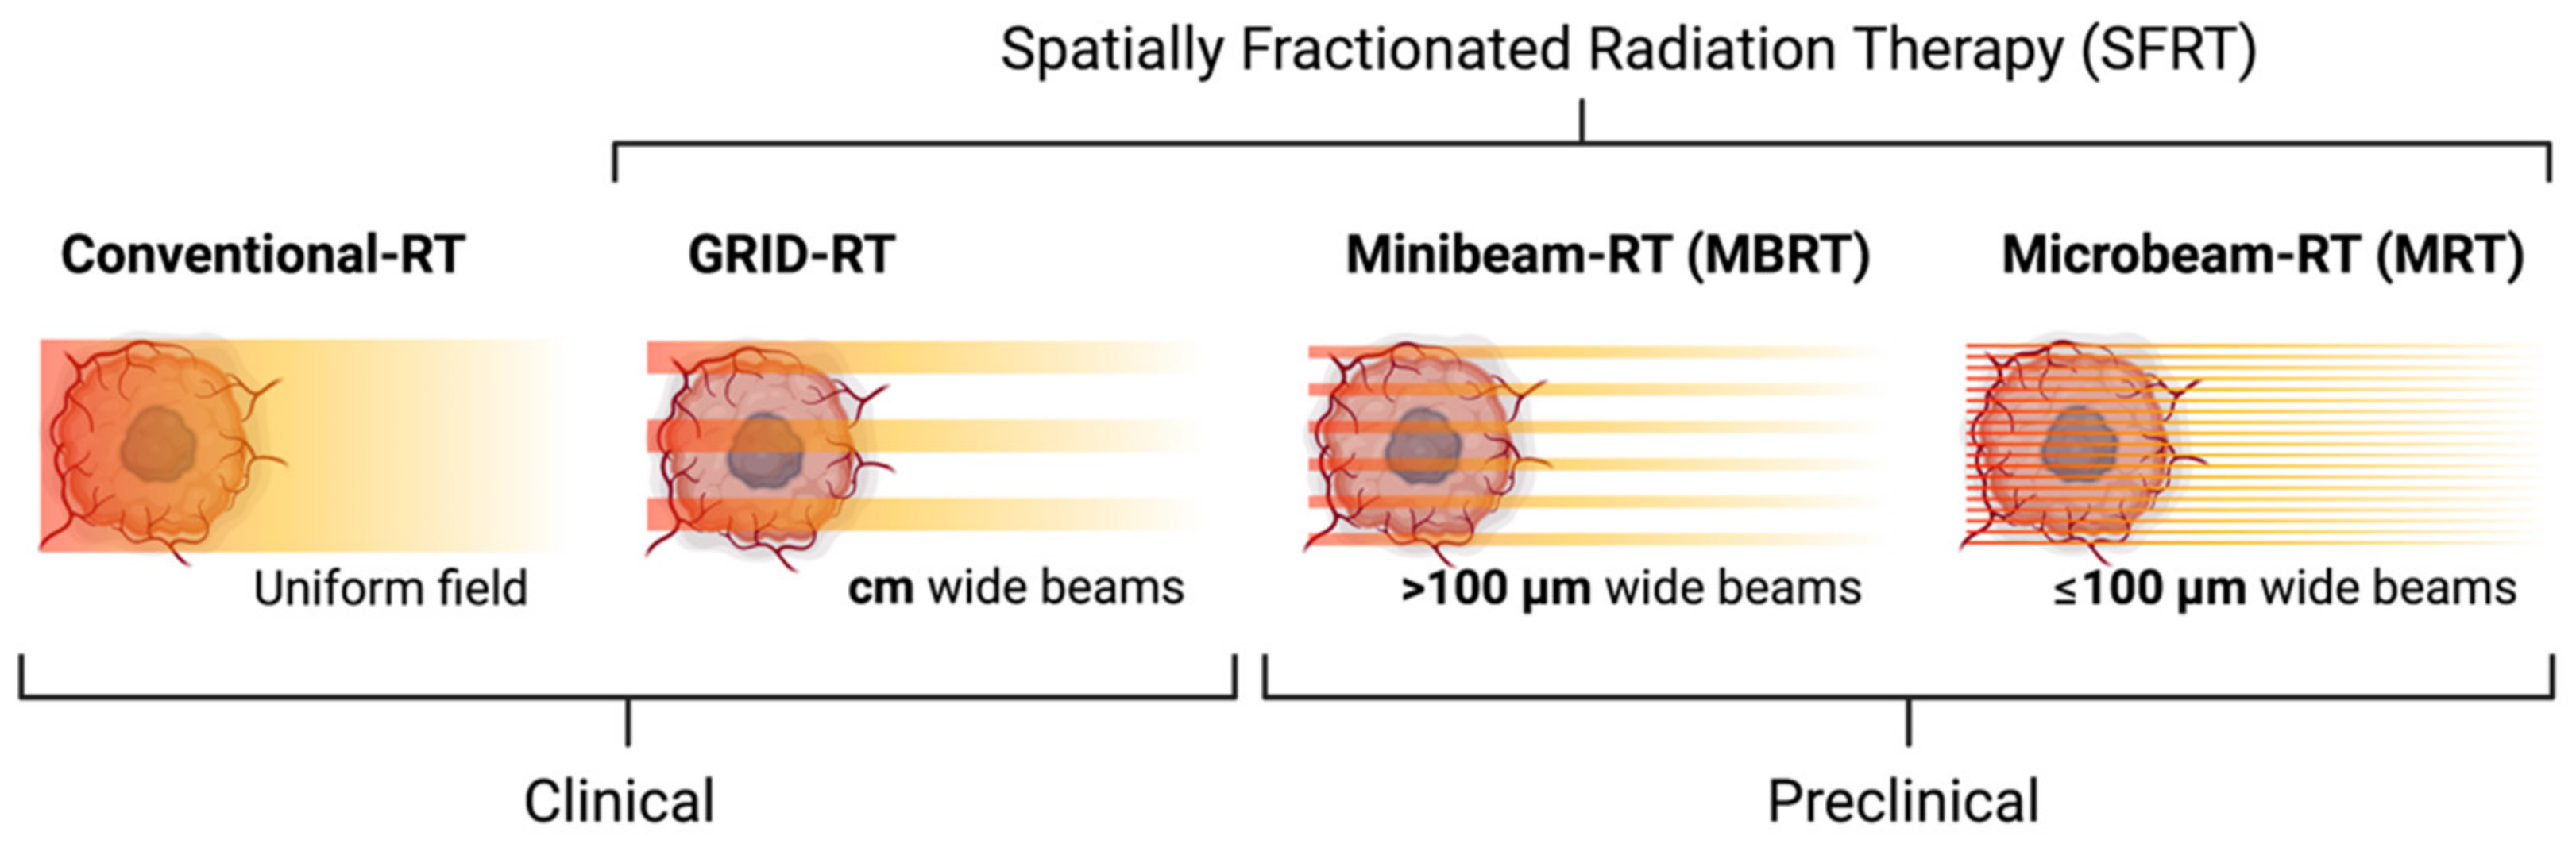 Spatially Fractionated Radiation Therapy (SFRT)
Conventional-RT
GRID-RT
Minibeam-RT (MBRT)
Microbeam-RT (MRT)
Uniform field
cm wide beams
>100 μm wide beams
≤100 μm wide beams
Clinical
Preclinical